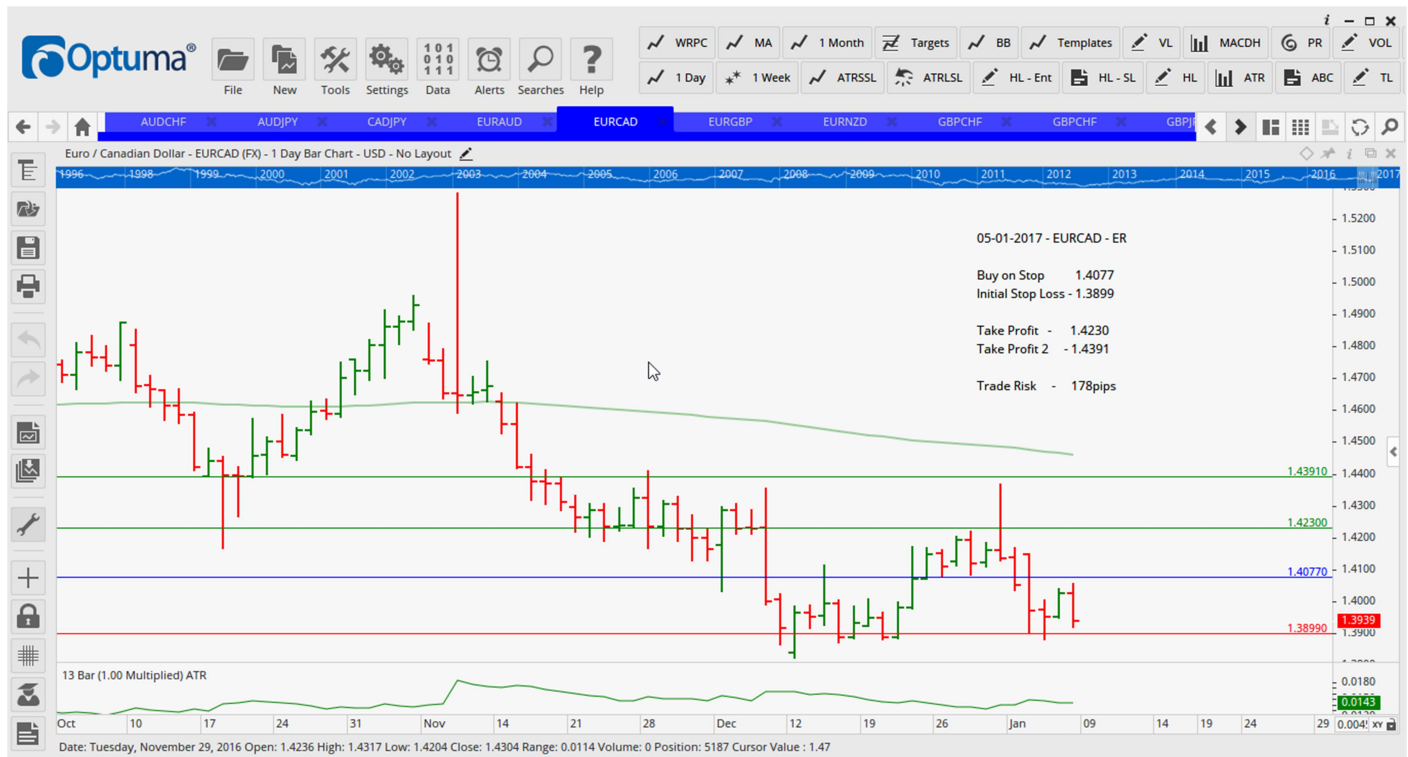 Optuma®
File New Tools Settings Data Alerts Searches Help
WRPC MA 1 Month Targets BB Templates VL MACDH PR VOL
1 Day 1 Week ATRSSL ATRLSL HL - Ent HL - SL HL ATR ABC TL
AUDCHF AUDJPY CADJPY EURAUD EURCAD EURGBP EURNZD GBPCHF GBPCHF
Euro / Canadian Dollar - EURCAD (FX) - 1 Day Bar Chart - USD - No Layout
1996 1998 1999 2000 2001 2002 2003 2004 2005 2006 2007 2008 2009 2010 2011 2012 2013 2014 2015 2016 2017
05-01-2017 - EURCAD - ER
Buy on Stop 1.4077
Initial Stop Loss - 1.3899
Take Profit - 1.4230
Take Profit 2 - 1.4391
Trade Risk - 178pips
1.5200
1.5100
1.5000
1.4900
1.4800
1.4700
1.4600
1.4500
1.43910
1.4400
1.4300
1.42300
1.4200
1.40770
1.4100
1.4000
1.3939
1.38990
1.3900
13 Bar (1.00 Multiplied) ATR
0.0180
0.0143
Oct 10 17 24 31 Nov 14 21 28 Dec 12 19 26 Jan 09 14 19 24 29 XY
Date: Tuesday, November 29, 2016 Open: 1.4236 High: 1.4317 Low: 1.4204 Close: 1.4304 Range: 0.0114 Volume: 0 Position: 5187 Cursor Value : 1.47